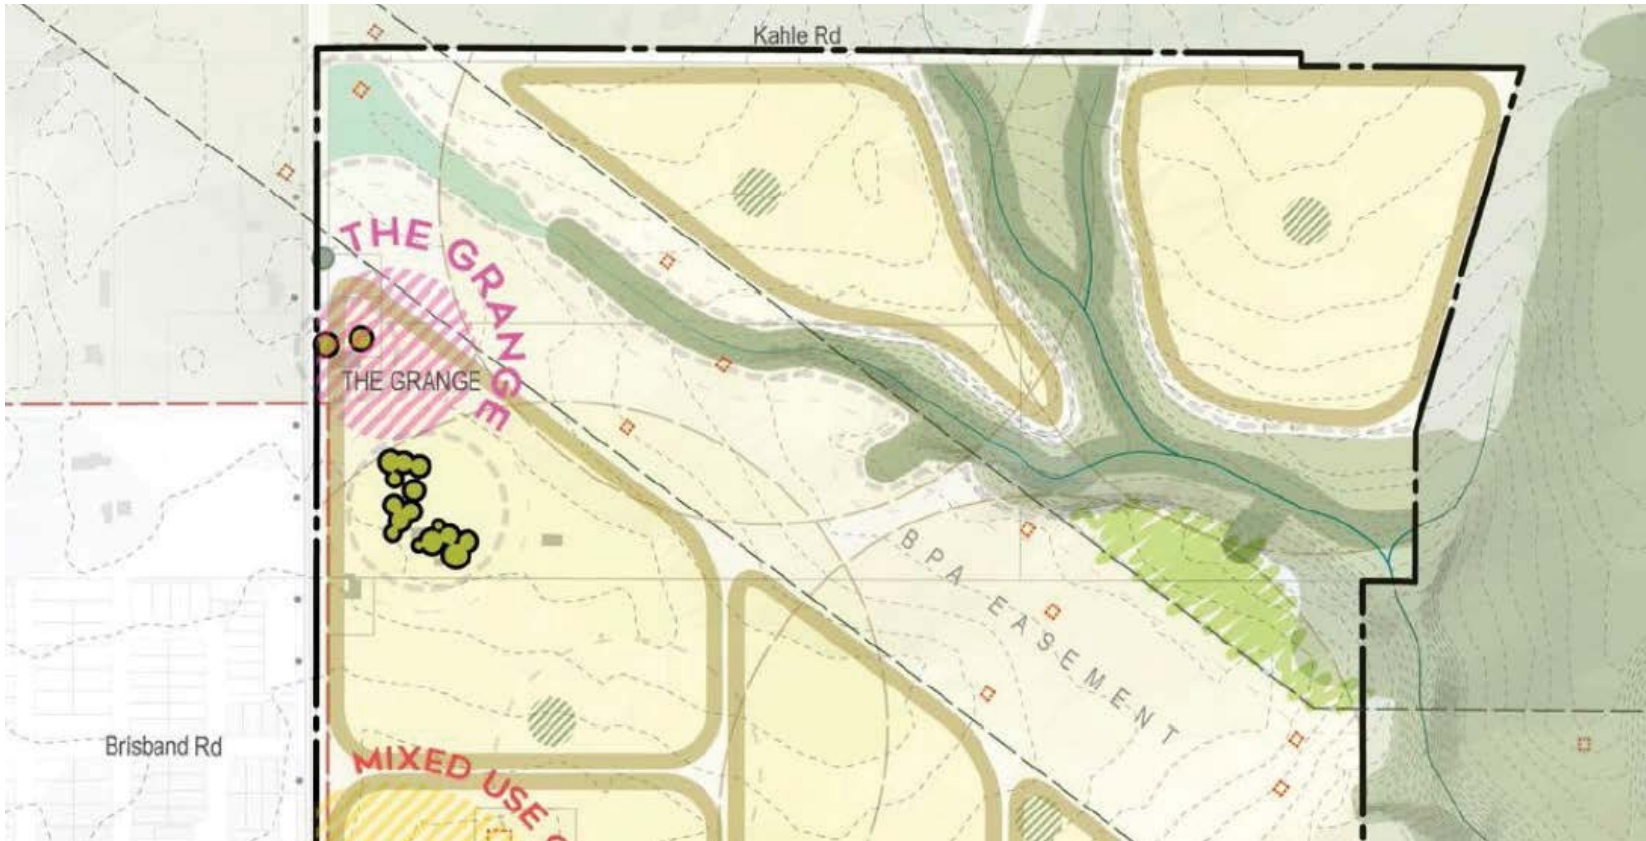 Kahle Rd
THE GRANGE
THE GRANGE
BPA EASEMENT
Brisband Rd
MIXED USE